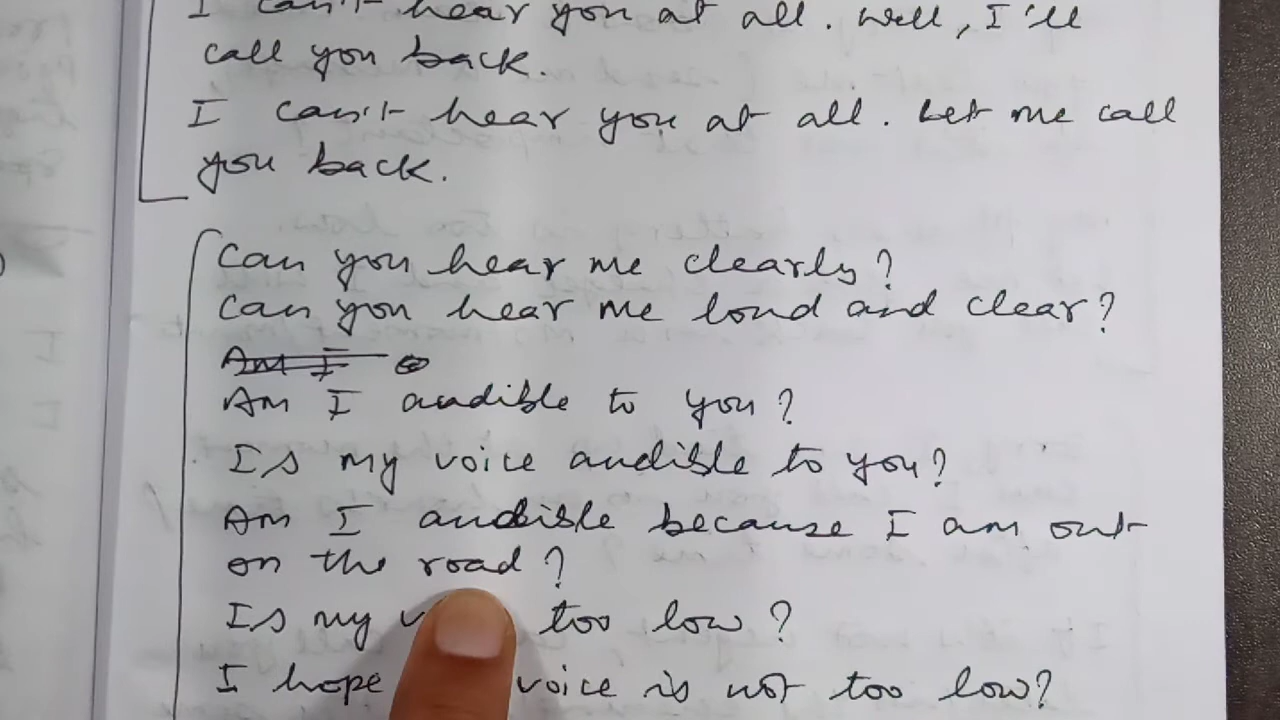 I can't hear you at all. Well, I'll
call you back.
I can't hear you at all. Let me call
you back.
Can you hear me clearly?
Can you hear me loud and clear?
Am I
Am I audible to you?
Is my voice audible to you?
Am I audible because I am out
on the road?
Is my too low?
I hope voice is not too low?